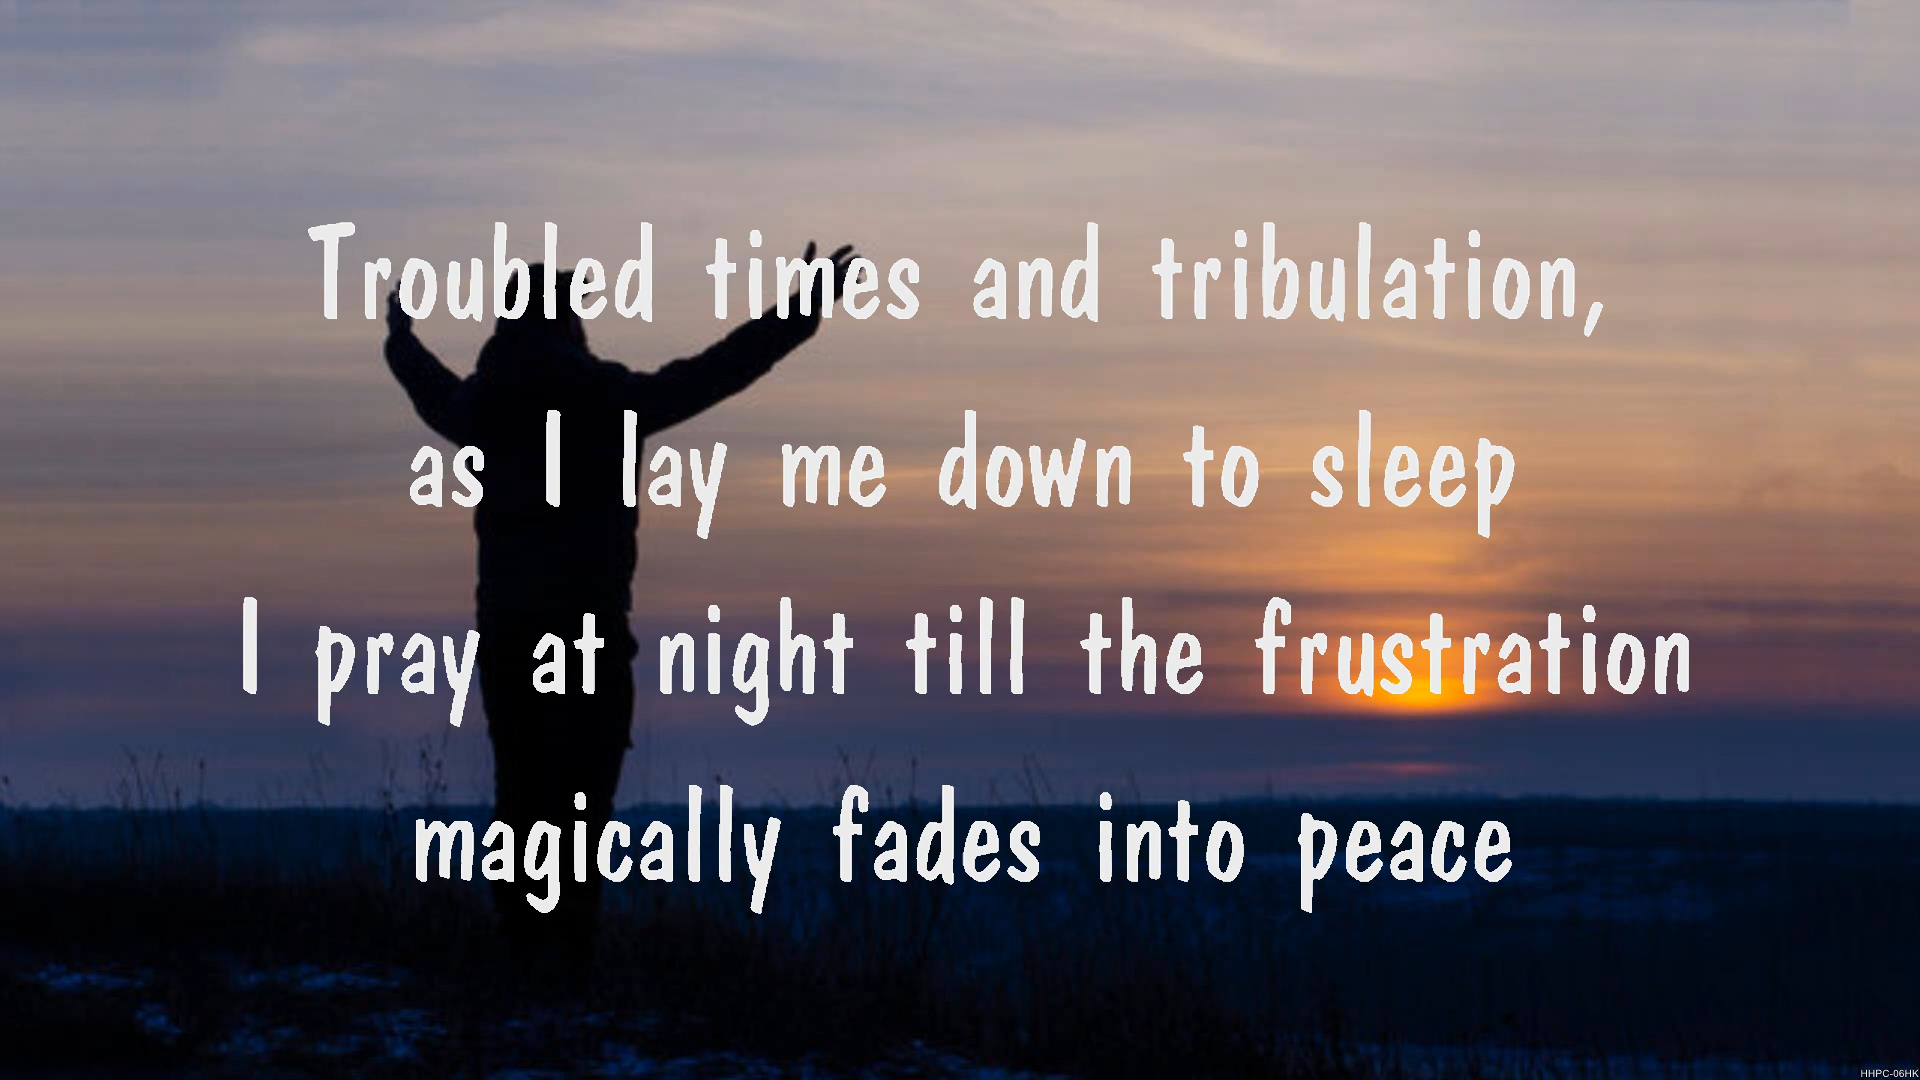 Troubled times and tribulation,
as I lay me down to sleep
I pray at night till the frustration
magically fades into peace
HHPC-06HK